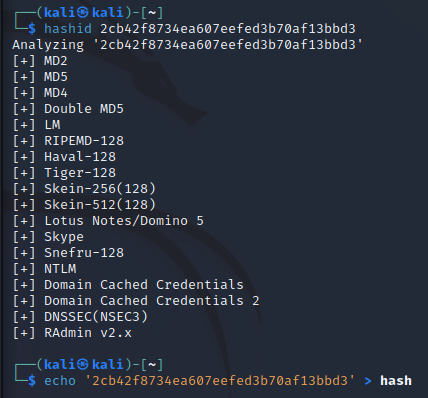 ┌──(kali㉿kali)-[~]
└─$ hashid 2cb42f8734ea607eefed3b70af13bbd3
Analyzing '2cb42f8734ea607eefed3b70af13bbd3'
[+] MD2
[+] MD5
[+] MD4
[+] Double MD5
[+] LM
[+] RIPEMD-128
[+] Haval-128
[+] Tiger-128
[+] Skein-256(128)
[+] Skein-512(128)
[+] Lotus Notes/Domino 5
[+] Skype
[+] Snefru-128
[+] NTLM
[+] Domain Cached Credentials
[+] Domain Cached Credentials 2
[+] DNSSEC(NSEC3)
[+] RAdmin v2.x
┌──(kali㉿kali)-[~]
└─$ echo '2cb42f8734ea607eefed3b70af13bbd3' > hash